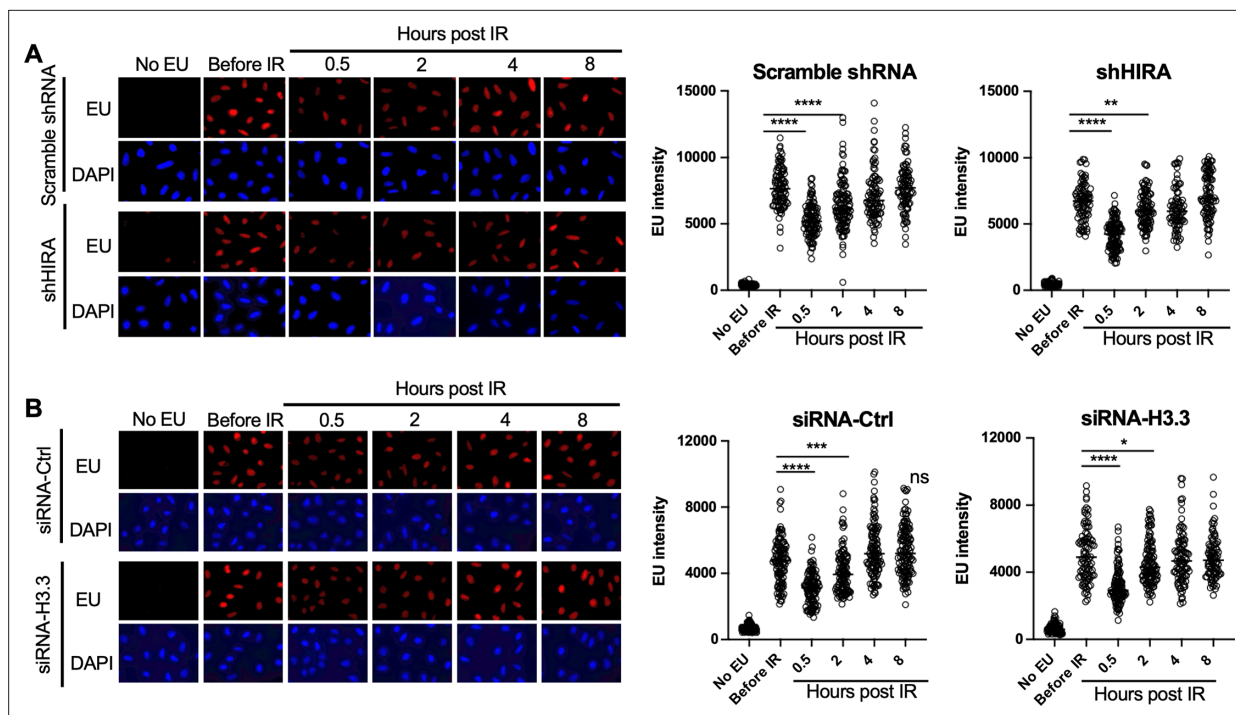 A
Hours post IR
No EU Before IR 0.5 2 4 8
Scramble shRNA
EU
DAPI
shHIRA
EU
DAPI
Scramble shRNA
EU intensity
15000
10000
5000
0
****
****
No EU
Before IR
0.5
2
4
8
Hours post IR
shHIRA
EU intensity
15000
10000
5000
0
**
****
No EU
Before IR
0.5
2
4
8
Hours post IR
B
Hours post IR
No EU Before IR 0.5 2 4 8
siRNA-Ctrl
EU
DAPI
siRNA-H3.3
EU
DAPI
siRNA-Ctrl
EU intensity
12000
8000
4000
0
***
****
ns
No EU
Before IR
0.5
2
4
8
Hours post IR
siRNA-H3.3
EU intensity
12000
8000
4000
0
*
****
No EU
Before IR
0.5
2
4
8
Hours post IR